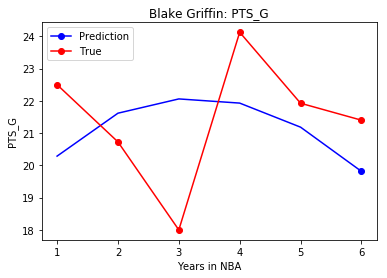 Blake Griffin: PTS_G
Prediction
True
24
23
22
21
20
19
18
PTS_G
1 2 3 4 5 6
Years in NBA